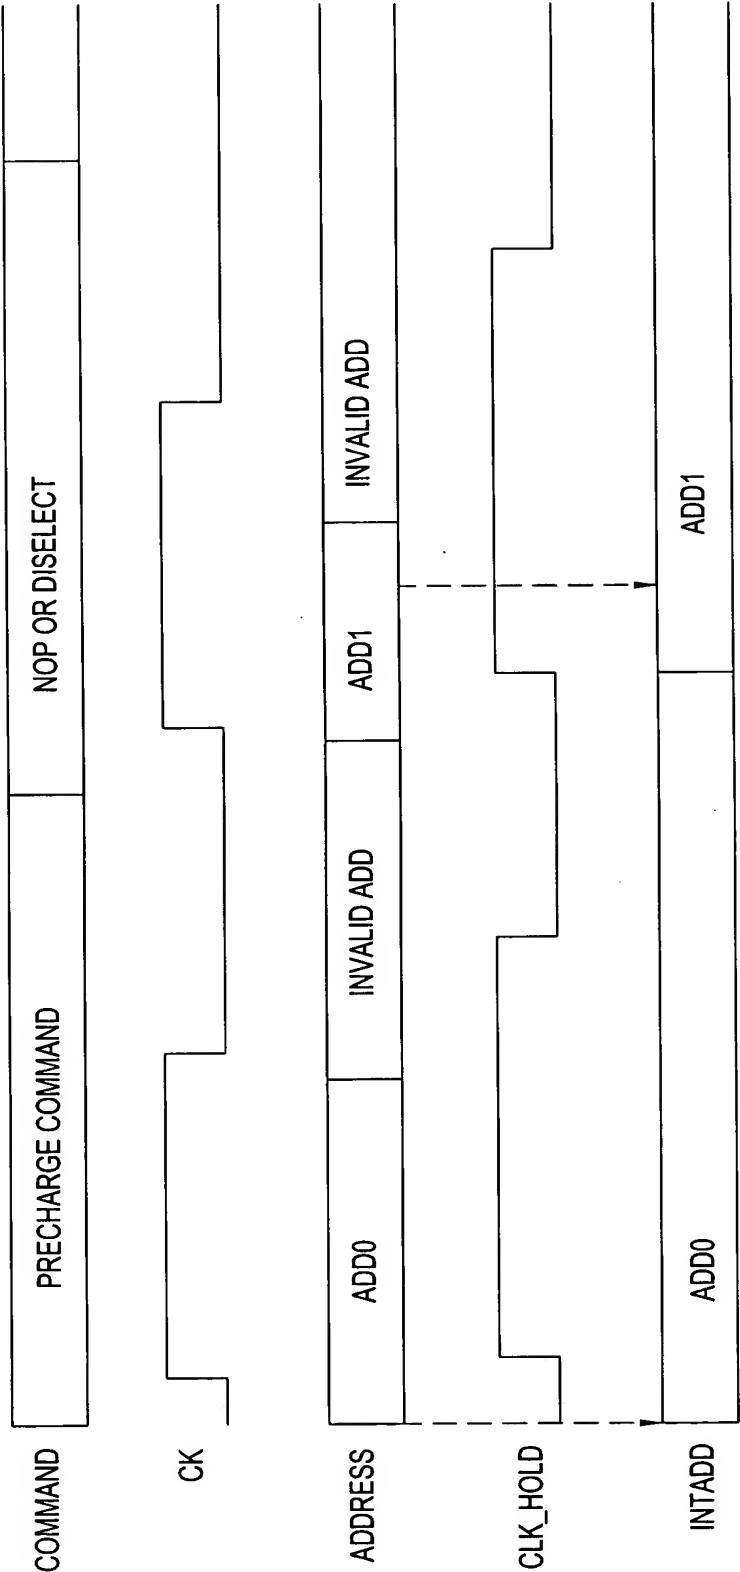 COMMAND
PRECHARGE COMMAND
NOP OR DISELECT
CK
ADDRESS
ADD0
INVALID ADD
ADD1
INVALID ADD
CLK_HOLD
INTADD
ADD0
ADD1